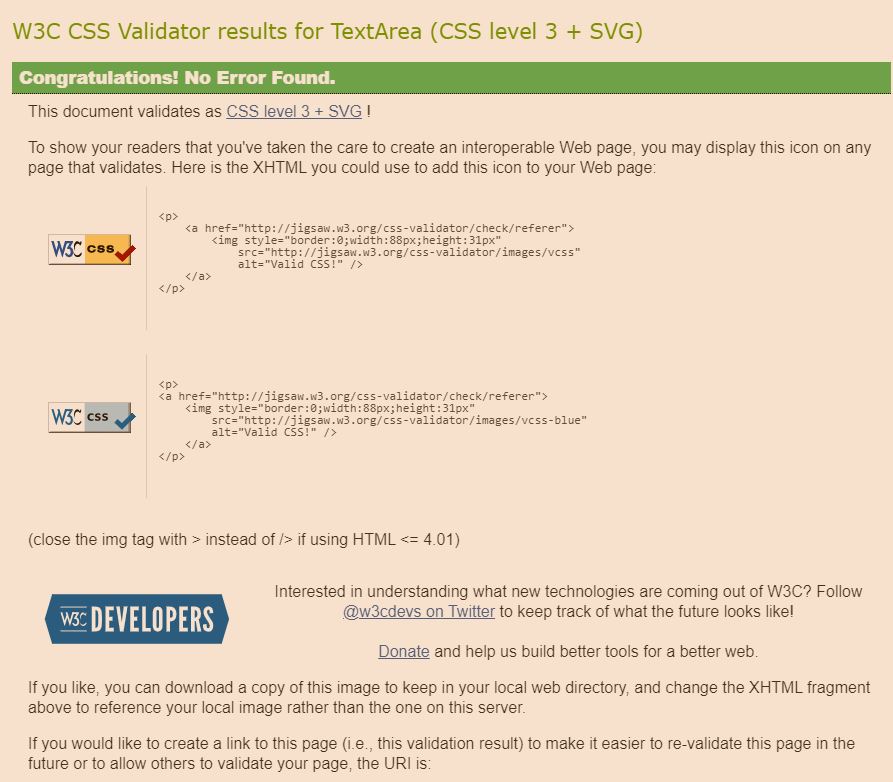 W3C CSS Validator results for TextArea (CSS level 3 + SVG)
Congratulations! No Error Found.
This document validates as CSS level 3 + SVG !
To show your readers that you've taken the care to create an interoperable Web page, you may display this icon on any
page that validates. Here is the XHTML you could use to add this icon to your Web page:
W3C css
<p>
    <a href="http://jigsaw.w3.org/css-validator/check/referer">
        <img style="border:0;width:88px;height:31px"
            src="http://jigsaw.w3.org/css-validator/images/vcss"
            alt="Valid CSS!" />
    </a>
</p>
W3C css
<p>
<a href="http://jigsaw.w3.org/css-validator/check/referer">
    <img style="border:0;width:88px;height:31px"
        src="http://jigsaw.w3.org/css-validator/images/vcss-blue"
        alt="Valid CSS!" />
    </a>
</p>
(close the img tag with > instead of /> if using HTML <= 4.01)
W3C DEVELOPERS
Interested in understanding what new technologies are coming out of W3C? Follow
@w3cdevs on Twitter to keep track of what the future looks like!
Donate and help us build better tools for a better web.
If you like, you can download a copy of this image to keep in your local web directory, and change the XHTML fragment
above to reference your local image rather than the one on this server.
If you would like to create a link to this page (i.e., this validation result) to make it easier to re-validate this page in the
future or to allow others to validate your page, the URI is: